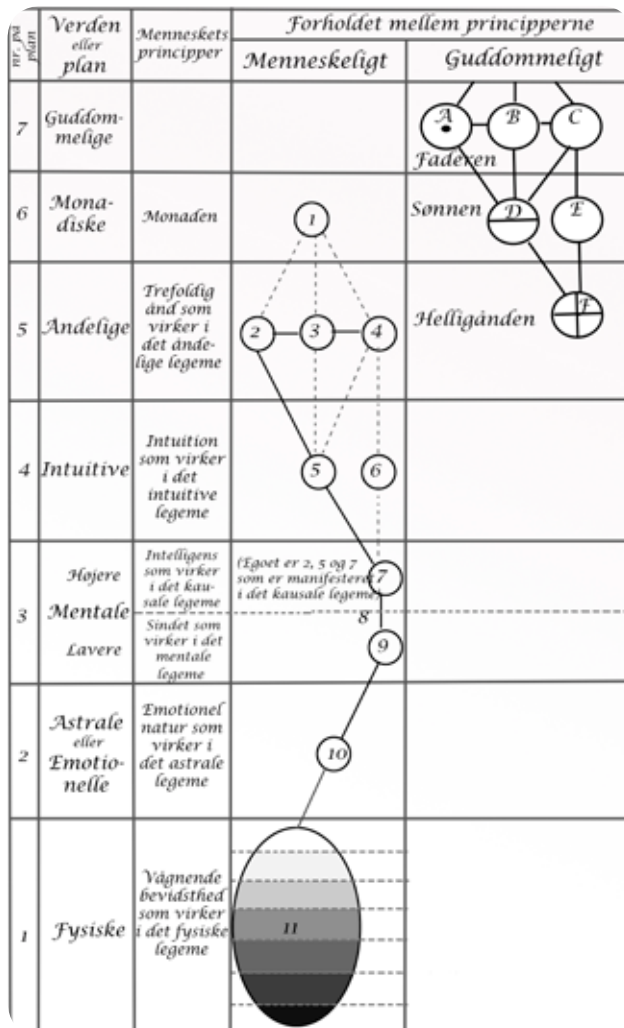 nr. på
plan
Verden
eller
plan
Menneskets
principper
Forholdet mellem principperne
Menneskeligt
Guddommeligt
7
Guddom-
melige
A
B
C
Faderen
6
Mona-
diske
Monaden
1
Sønnen
D
E
5
Åndelige
Trefoldig
ånd som
virker i
det ånde-
lige legeme
2
3
4
Helligånden
F
4
Intuitive
Intuition
som virker
i det
intuitive
legeme
5
6
3
Højere
Mentale
Lavere
Intelligens
som virker
i det kau-
sale legeme
Sindet som
virker i det
mentale
legeme
(Egoet er 2, 5 og 7
som er manifesteret
i det kausale legeme)
7
8
9
2
Astrale
eller
Emotio-
nelle
Emotionel
natur som
virker i
det astrale
legeme
10
1
Fysiske
Vågnende
bevidsthed
som virker
i det fysiske
legeme
11